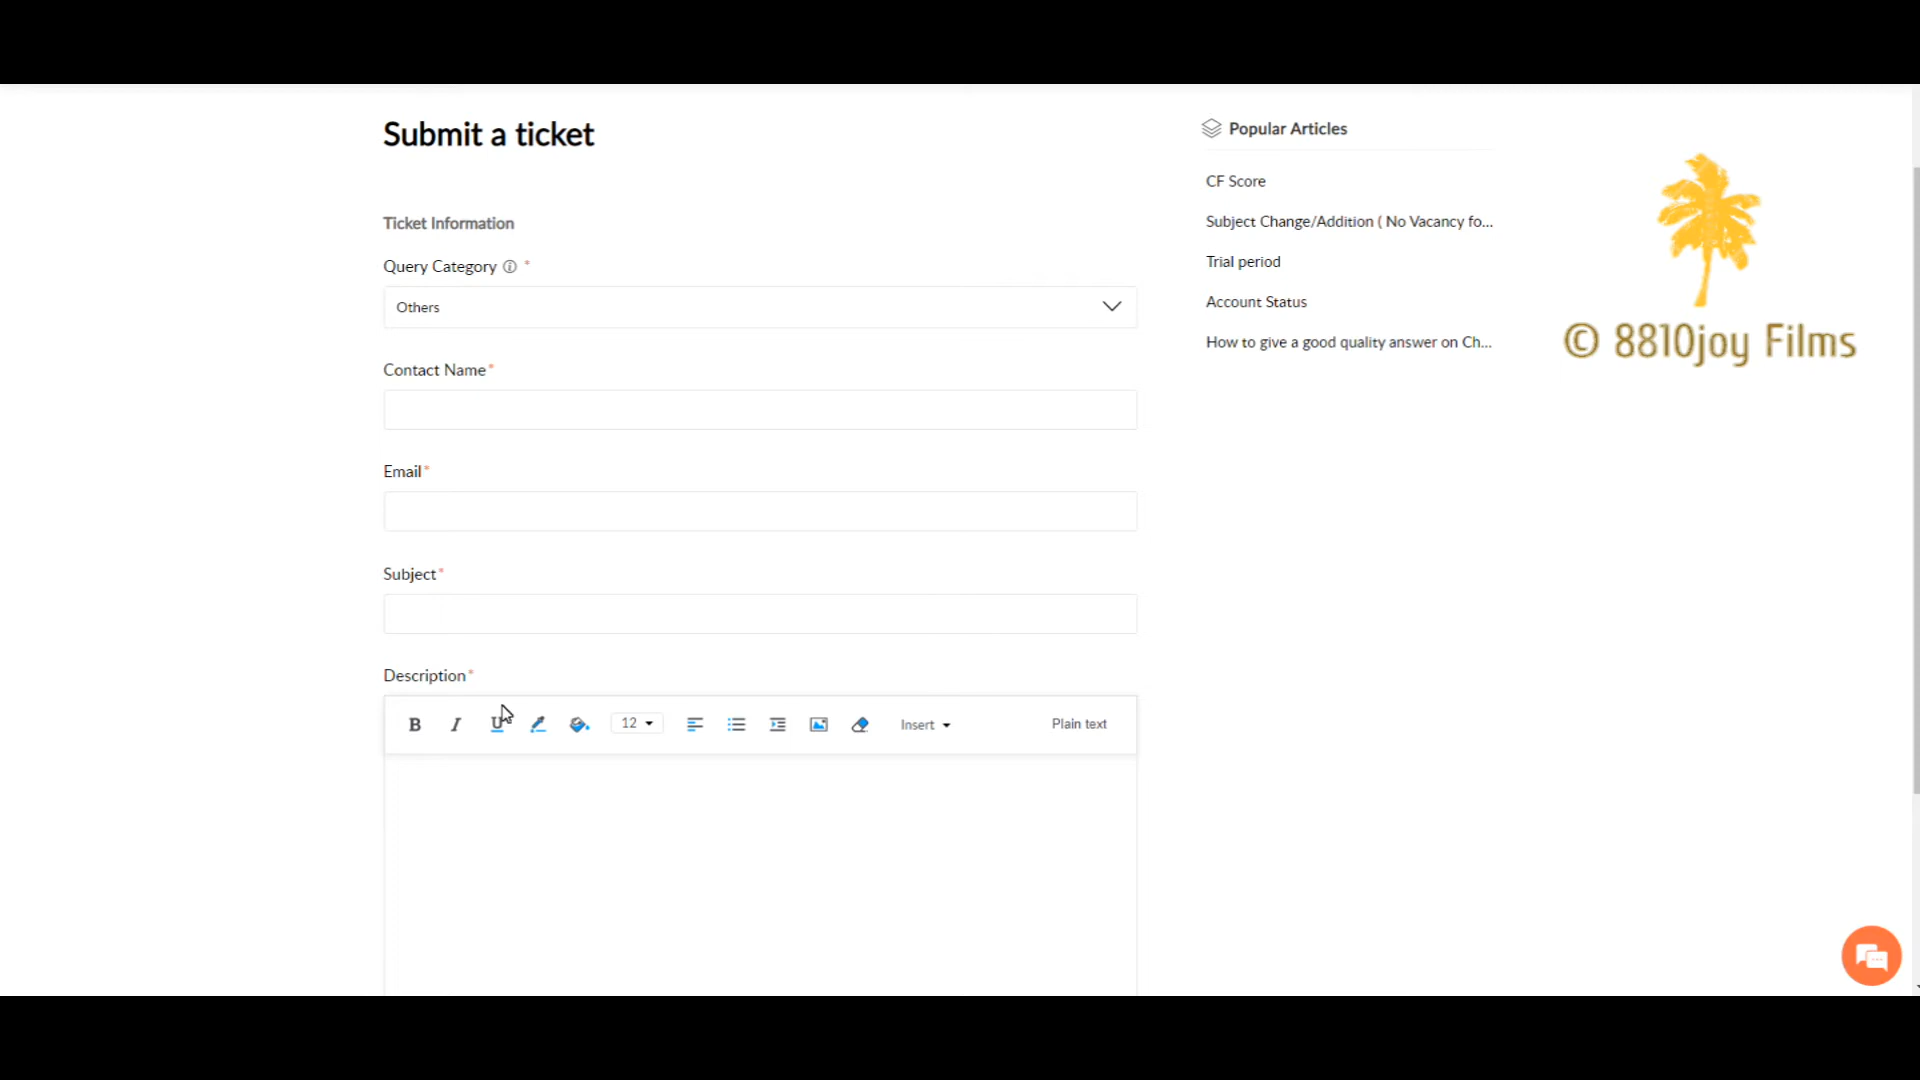 Submit a ticket
Ticket Information
Query Category *
Others
Contact Name *
Email *
Subject *
Description *
B I U 12 Insert Plain text
Popular Articles
CF Score
Subject Change/Addition ( No Vacancy fo...
Trial period
Account Status
How to give a good quality answer on Ch...
© 8810joy Films